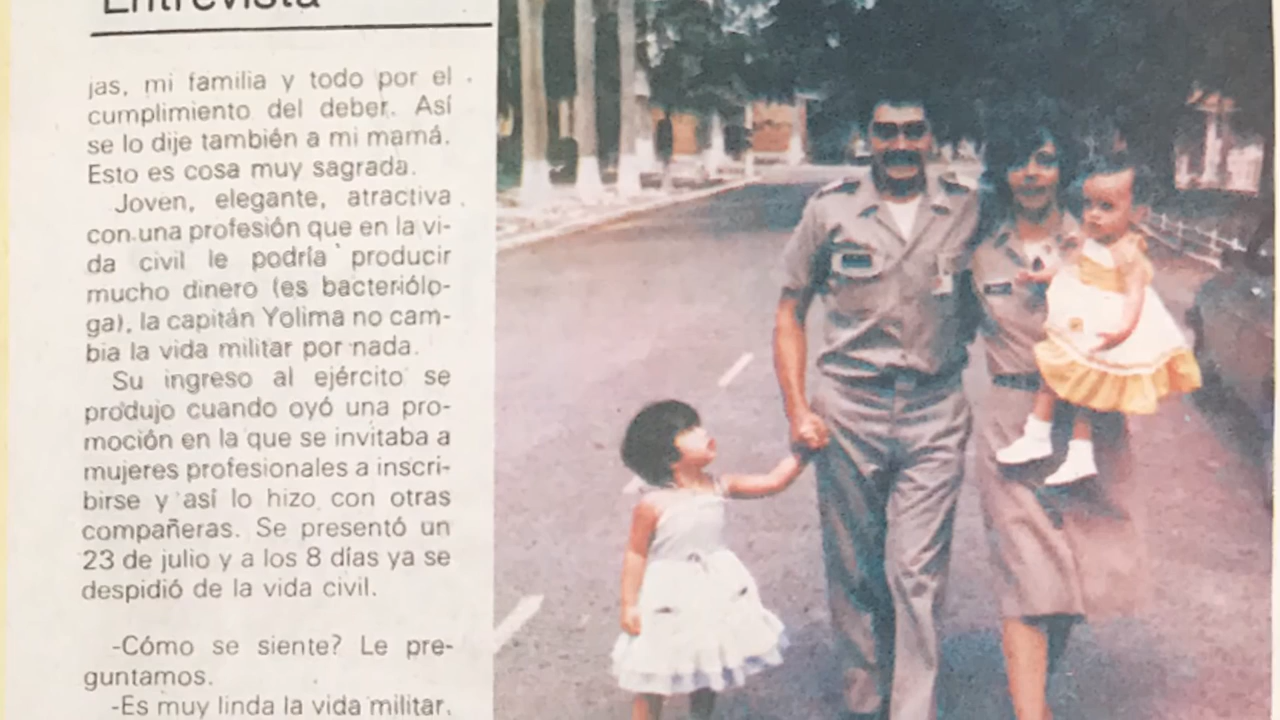 Entrevista
jas, mi familia y todo por el
cumplimiento del deber. Así
se lo dije también a mi mamá.
Esto es cosa muy sagrada.
Joven, elegante, atractiva
con una profesión que en la vi-
da civil le podría producir
mucho dinero (es bacteriólo-
ga), la capitán Yolima no cam-
bia la vida militar por nada.
Su ingreso al ejército se
produjo cuando oyó una pro-
moción en la que se invitaba a
mujeres profesionales a inscri-
birse y así lo hizo con otras
compañeras. Se presentó un
23 de julio y a los 8 días ya se
despidió de la vida civil.
-Cómo se siente? Le pre-
guntamos.
-Es muy linda la vida militar.